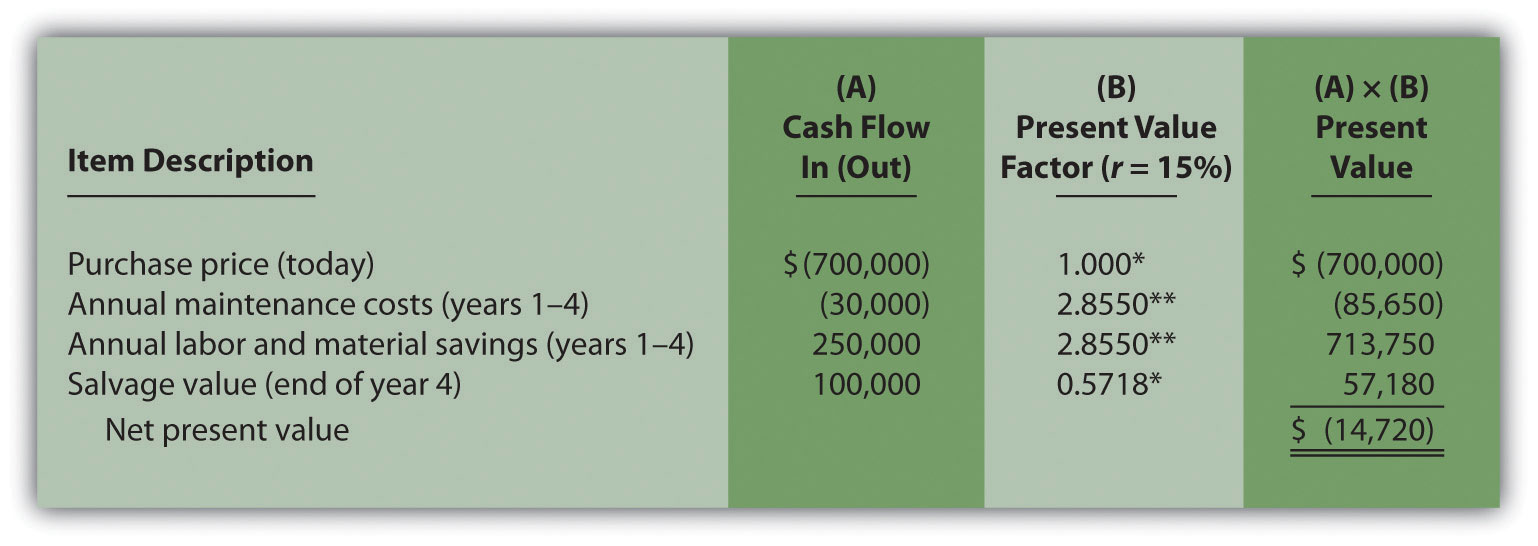 (A) (B) (A) × (B)
Cash Flow Present Value Present
Item Description In (Out) Factor (r = 15%) Value
Purchase price (today) $ (700,000) 1.000* $ (700,000)
Annual maintenance costs (years 1–4) (30,000) 2.8550** (85,650)
Annual labor and material savings (years 1–4) 250,000 2.8550** 713,750
Salvage value (end of year 4) 100,000 0.5718* 57,180
Net present value $ (14,720)